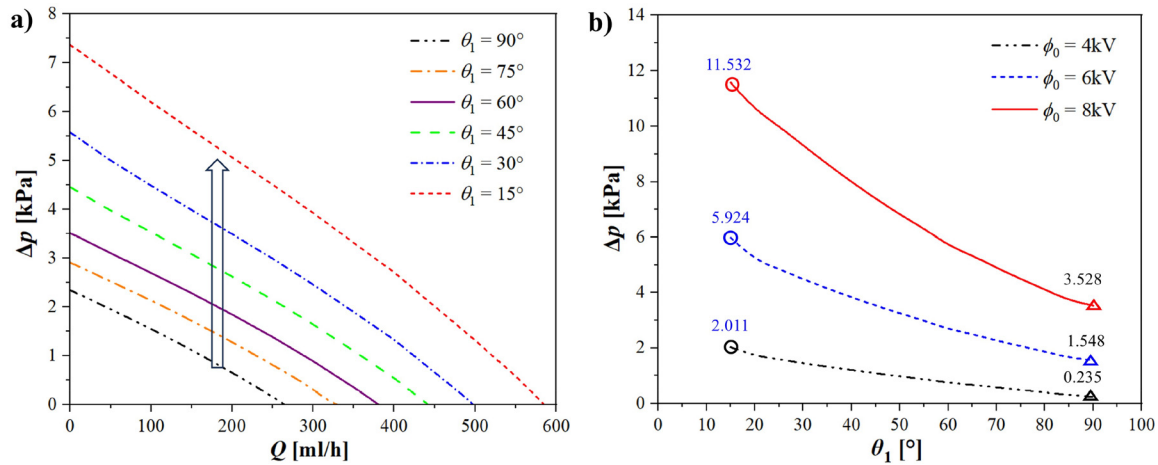 a)
8
7
6
5
4
3
2
1
0
Δp [kPa]
0 100 200 300 400 500 600
Q [ml/h]
θ1 = 90°
θ1 = 75°
θ1 = 60°
θ1 = 45°
θ1 = 30°
θ1 = 15°
b)
14
12
10
8
6
4
2
0
Δp [kPa]
0 10 20 30 40 50 60 70 80 90 100
θ1 [°]
ϕ0 = 4kV
ϕ0 = 6kV
ϕ0 = 8kV
11.532
5.924
2.011
3.528
1.548
0.235